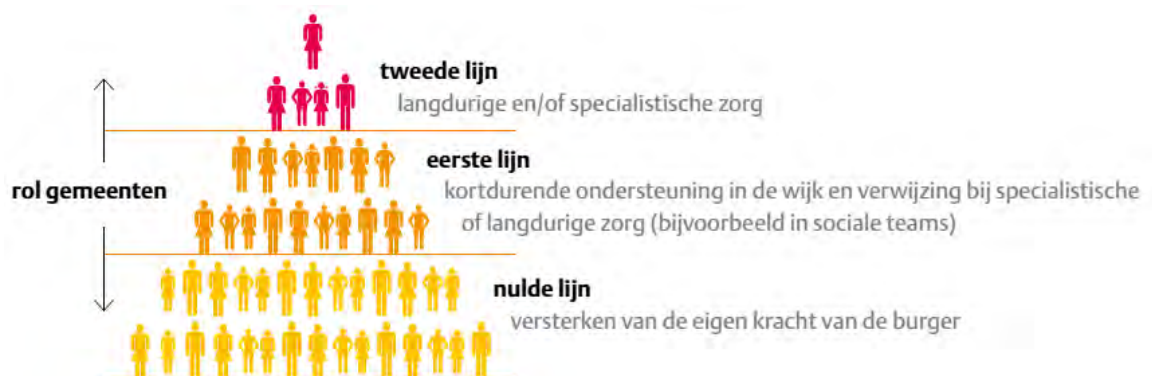 tweede lijn
langdurige en/of specialistische zorg
eerste lijn
rol gemeenten
kortdurende ondersteuning in de wijk en verwijzing bij specialistische
of langdurige zorg (bijvoorbeeld in sociale teams)
nulde lijn
versterken van de eigen kracht van de burger